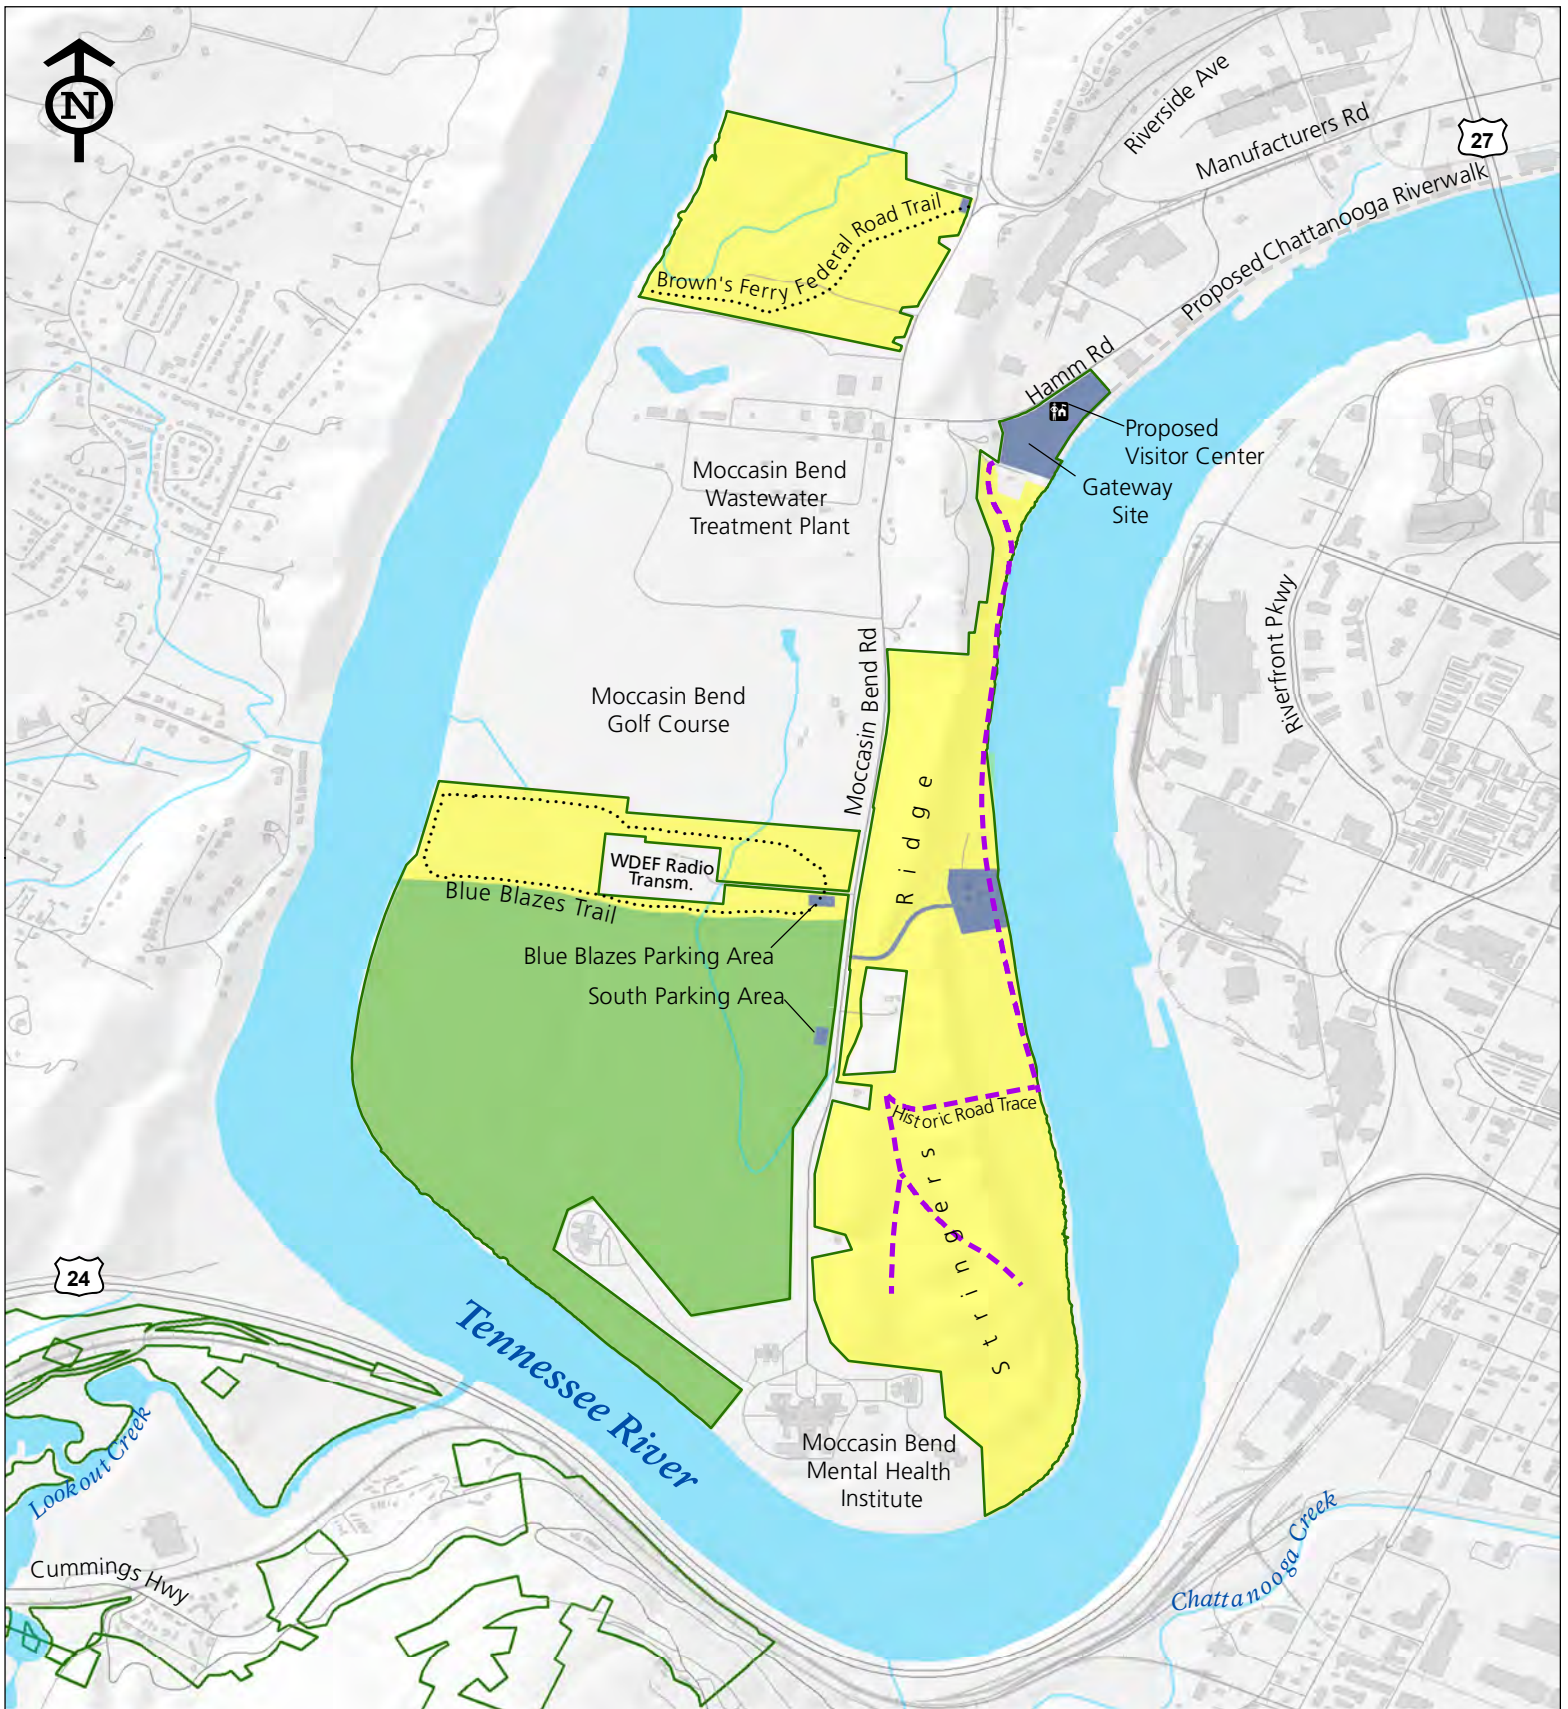 N
Riverside Ave
Manufacturers Rd
27
Proposed Chattanooga Riverwalk
Brown's Ferry Federal Road Trail
Hamm Rd
Proposed
Visitor Center
Gateway
Site
Moccasin Bend
Wastewater
Treatment Plant
Riverfront Pkwy
Moccasin Bend Rd
Moccasin Bend
Golf Course
Stringers Ridge
WDEF Radio
Transm.
Blue Blazes Trail
Blue Blazes Parking Area
South Parking Area
Historic Road Trace
24
Tennessee River
Lookout Creek
Moccasin Bend
Mental Health
Institute
Cummings Hwy
Chattanooga Creek